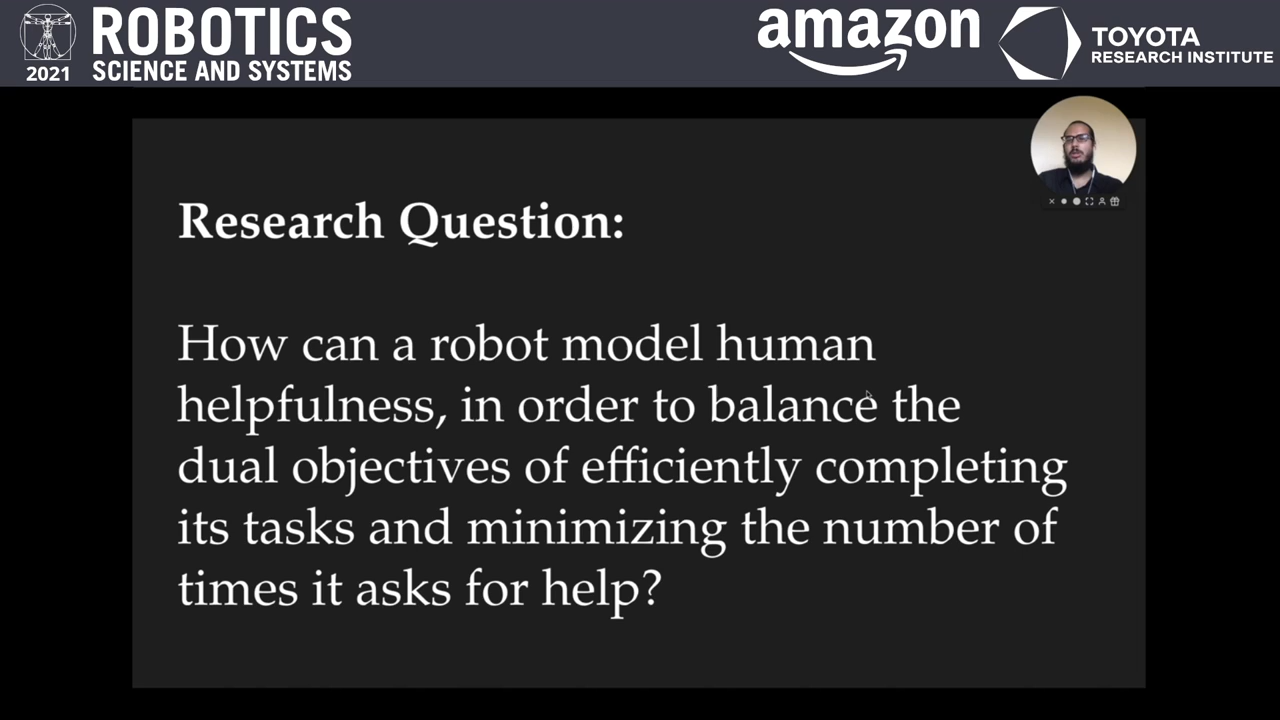 ROBOTICS
SCIENCE AND SYSTEMS
2021
amazon
TOYOTA
RESEARCH INSTITUTE
Research Question:
How can a robot model human
helpfulness, in order to balance the
dual objectives of efficiently completing
its tasks and minimizing the number of
times it asks for help?